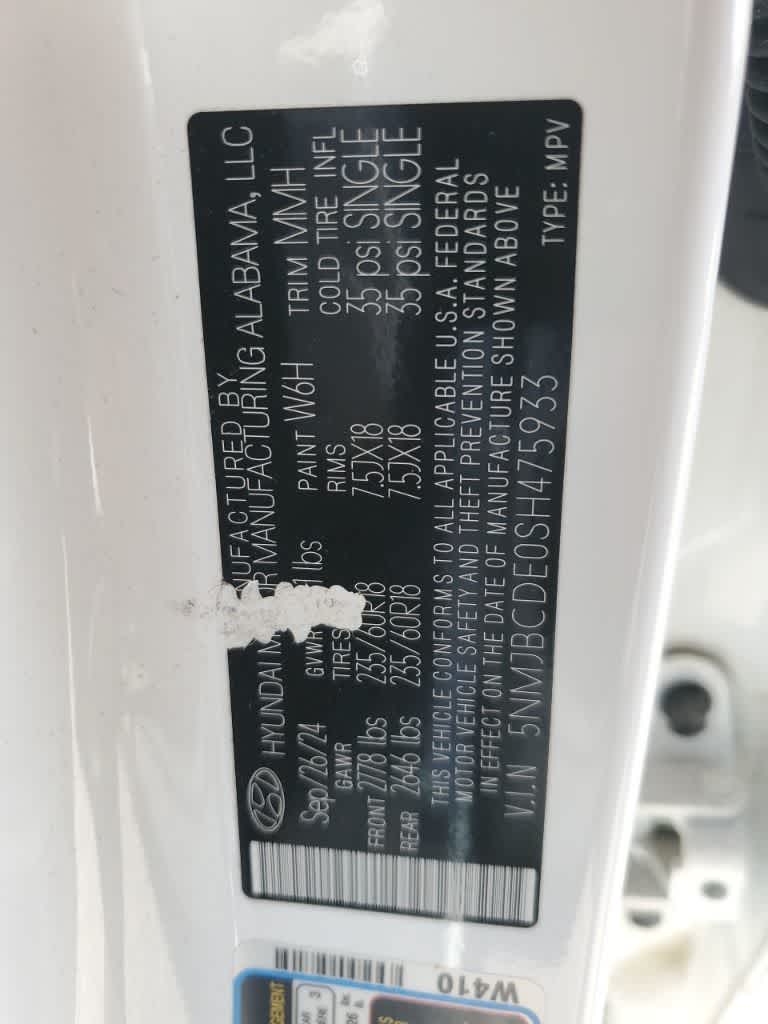 MANUFACTURED BY
HYUNDAI MOTOR MANUFACTURING ALABAMA, LLC
Sep/26/24 GVWR lbs PAINT W6H TRIM MMH
GAWR TIRES RIMS COLD TIRE INFL
FRONT 2778 lbs 235/60R18 7.5JX18 35 psi SINGLE
REAR 2646 lbs 235/60R18 7.5JX18 35 psi SINGLE
THIS VEHICLE CONFORMS TO ALL APPLICABLE U.S.A. FEDERAL
MOTOR VEHICLE SAFETY AND THEFT PREVENTION STANDARDS
IN EFFECT ON THE DATE OF MANUFACTURE SHOWN ABOVE
V.I.N 5NMJBCDE0SH475933 TYPE: MPV
W410